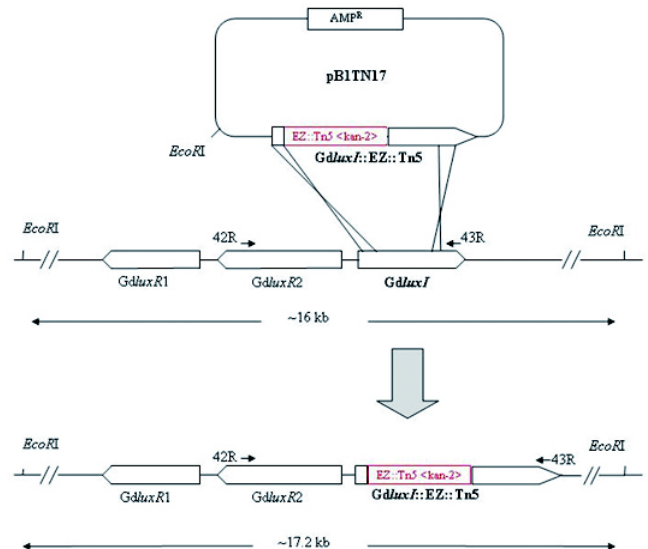 AMPR
pB1TN17
EZ::Tn5 <kan-2>
EcoRI
GdluxI::EZ::Tn5
EcoRI
42R
43R
EcoRI
GdluxR1
GdluxR2
GdluxI
~16 kb
EcoRI
42R
43R
EcoRI
EZ::Tn5 <kan-2>
GdluxR1
GdluxR2
GdluxI::EZ::Tn5
~17.2 kb